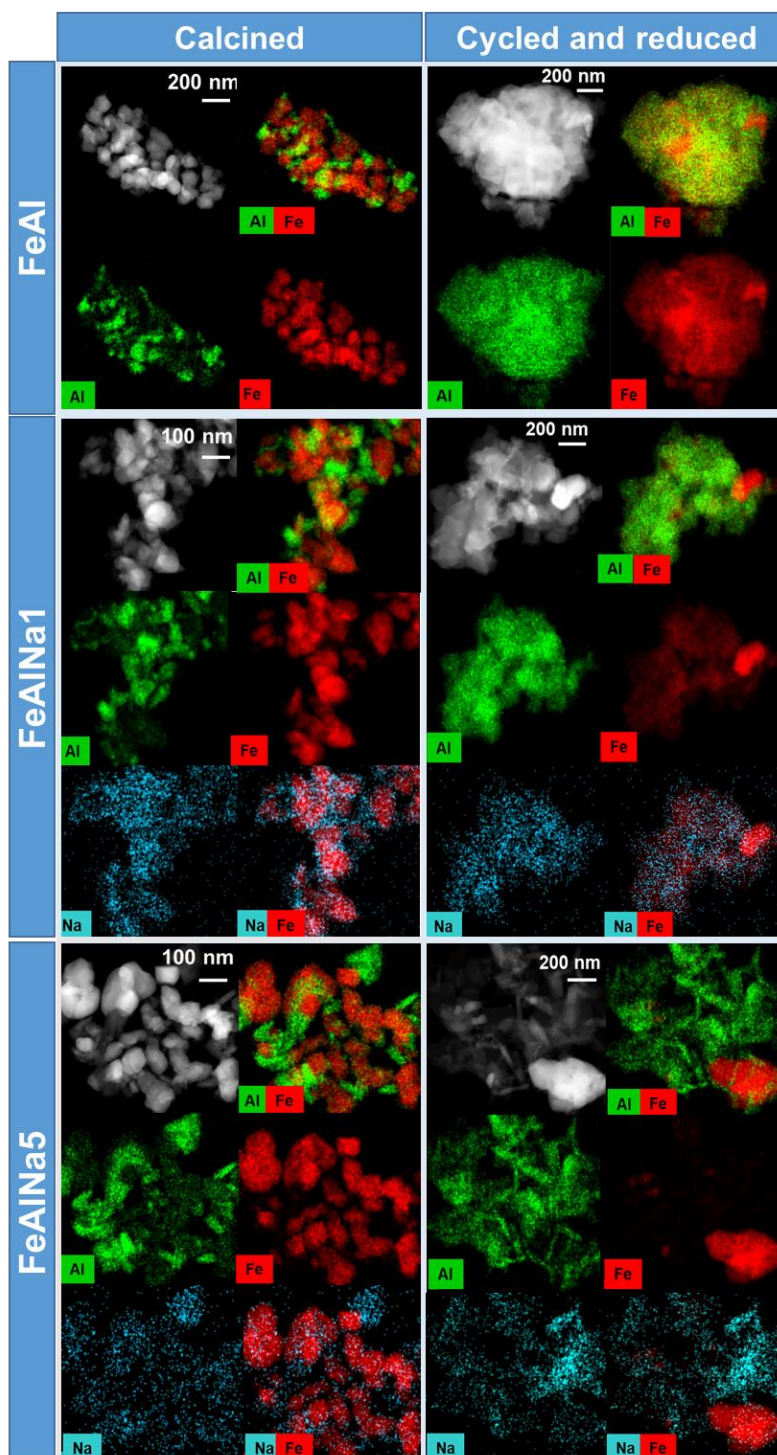 Calcined
Cycled and reduced
FeAl
200 nm
Al Fe
Al
Fe
200 nm
Al Fe
Al
Fe
FeAlNa1
100 nm
Al Fe
Al
Fe
Na
Na Fe
200 nm
Al Fe
Al
Fe
Na
Na Fe
FeAlNa5
100 nm
Al Fe
Al
Fe
Na
Na Fe
200 nm
Al Fe
Al
Fe
Na
Na Fe